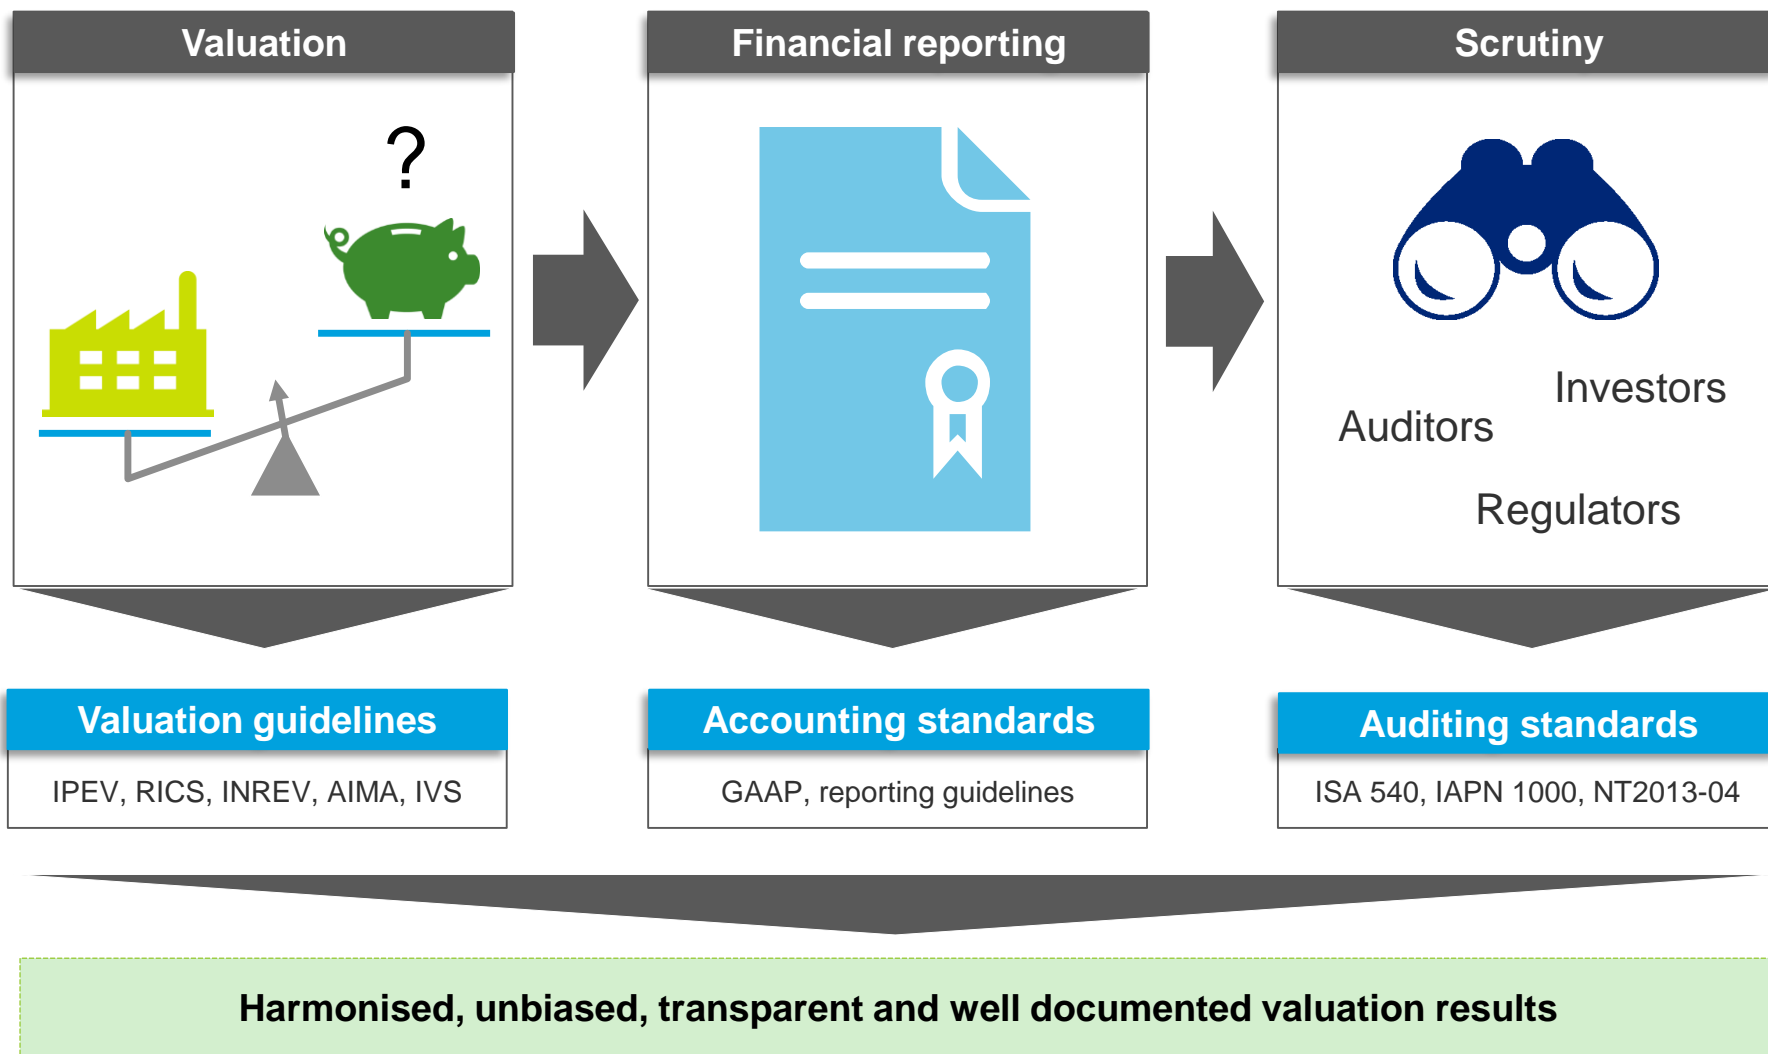 Valuation
Financial reporting
Scrutiny
?
Investors
Auditors
Regulators
Valuation guidelines
Accounting standards
Auditing standards
IPEV, RICS, INREV, AIMA, IVS
GAAP, reporting guidelines
ISA 540, IAPN 1000, NT2013-04
Harmonised, unbiased, transparent and well documented valuation results